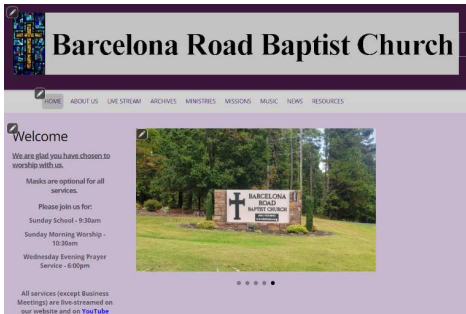 Barcelona Road Baptist Church
HOME ABOUT US LIVE STREAM ARCHIVES MINISTRIES MISSIONS MUSIC NEWS RESOURCES
Welcome
We are glad you have chosen to
worship with us.
Masks are optional for all
services.
Please join us for:
Sunday School - 9:30am
Sunday Morning Worship -
10:30am
Wednesday Evening Prayer
Service - 6:00pm
All services (except Business
Meetings) are live-streamed on
our website and on YouTube
BARCELONA
ROAD
BAPTIST CHURCH